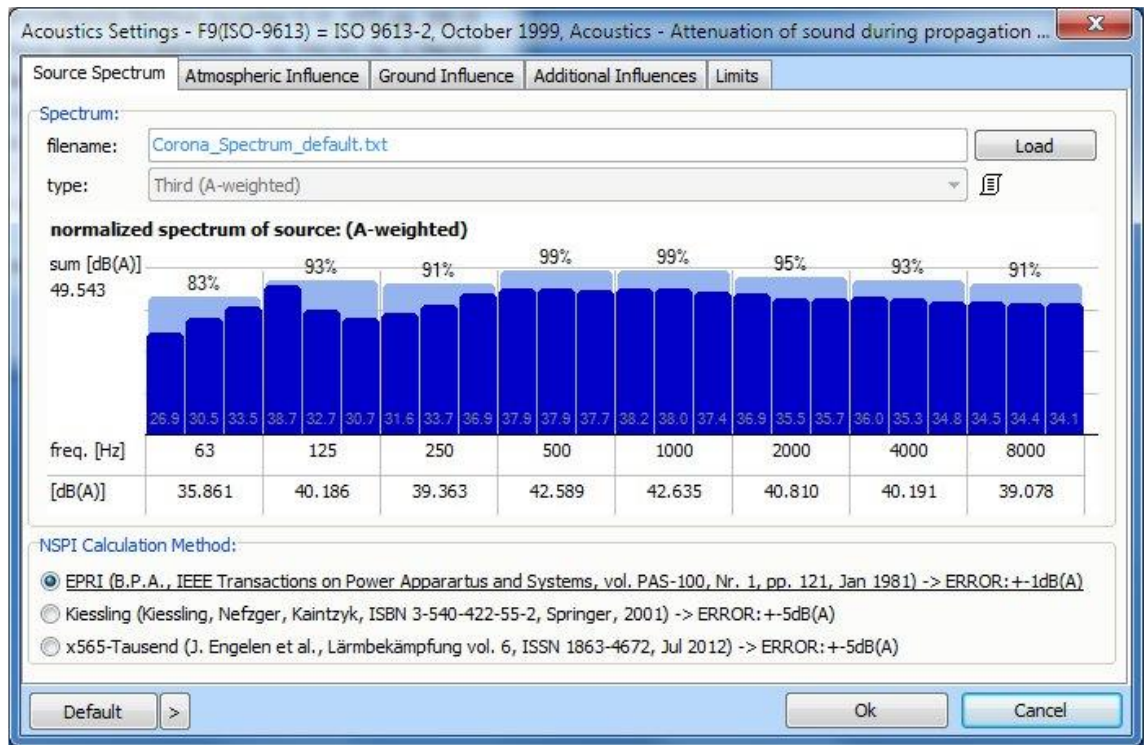 Acoustics Settings - F9(ISO-9613) = ISO 9613-2, October 1999, Acoustics - Attenuation of sound during propagation ...
Source Spectrum Atmospheric Influence Ground Influence Additional Influences Limits
Spectrum:
filename: Corona_Spectrum_default.txt Load
type: Third (A-weighted)
normalized spectrum of source: (A-weighted)
sum [dB(A)]
49.543
83% 93% 91% 99% 99% 95% 93% 91%
26.9 30.5 33.5 38.7 32.7 30.7 31.6 33.7 36.9 37.9 37.9 37.7 38.2 38.0 37.4 36.9 35.5 35.7 36.0 35.3 34.8 34.5 34.4 34.1
freq. [Hz] 63 125 250 500 1000 2000 4000 8000
[dB(A)] 35.861 40.186 39.363 42.589 42.635 40.810 40.191 39.078
NSPI Calculation Method:
EPRI (B.P.A., IEEE Transactions on Power Apparartus and Systems, vol. PAS-100, Nr. 1, pp. 121, Jan 1981) -> ERROR:+-1dB(A)
Kiessling (Kiessling, Nefzger, Kaintzyk, ISBN 3-540-422-55-2, Springer, 2001) -> ERROR:+-5dB(A)
x565-Tausend (J. Engelen et al., Lärmbekämpfung vol. 6, ISSN 1863-4672, Jul 2012) -> ERROR:+-5dB(A)
Default > Ok Cancel